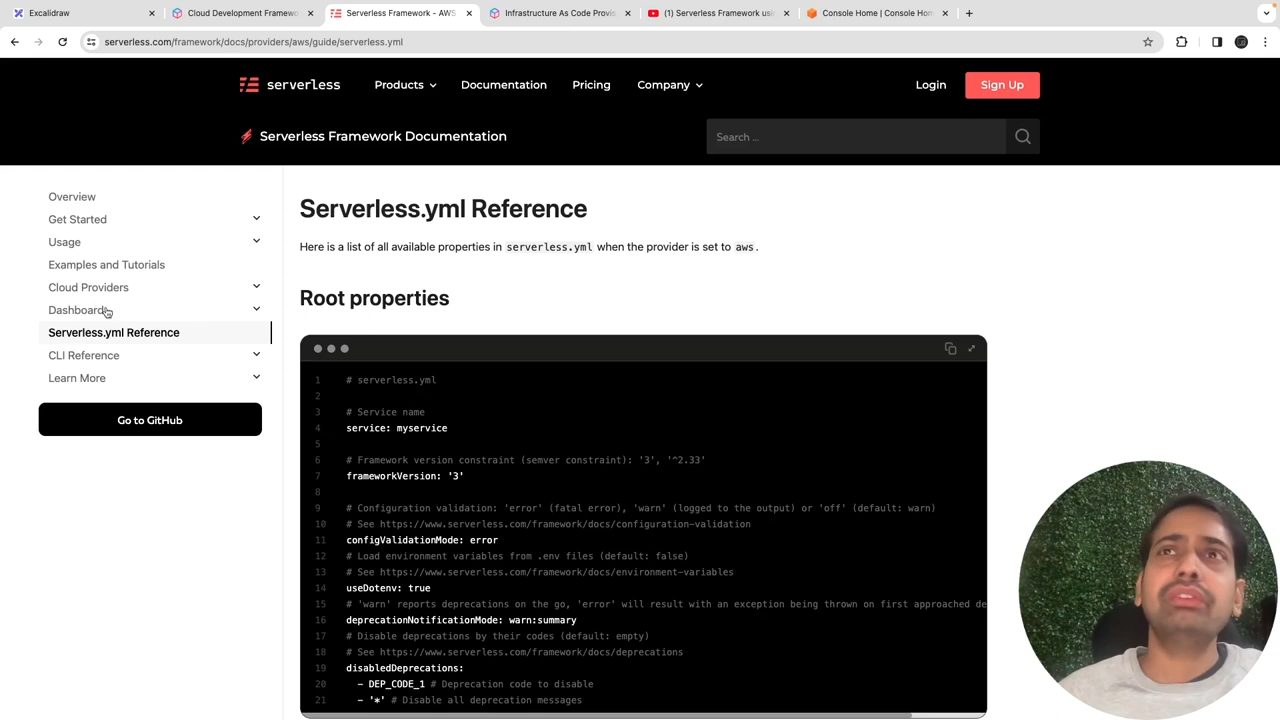 Excalidraw
Cloud Development Framewo
Serverless Framework - AWS
Infrastructure As Code Provis
(1) Serverless Framework usi
Console Home | Console Hom
serverless.com/framework/docs/providers/aws/guide/serverless.yml
serverless
Products
Documentation
Pricing
Company
Login
Sign Up
Serverless Framework Documentation
Search ...
Overview
Get Started
Usage
Examples and Tutorials
Cloud Providers
Dashboard
Serverless.yml Reference
CLI Reference
Learn More
Go to GitHub
Serverless.yml Reference
Here is a list of all available properties in serverless.yml when the provider is set to aws.
Root properties
1 # serverless.yml
2
3 # Service name
4 service: myservice
5
6 # Framework version constraint (semver constraint): '3', '^2.33'
7 frameworkVersion: '3'
8
9 # Configuration validation: 'error' (fatal error), 'warn' (logged to the output) or 'off' (default: warn)
10 # See https://www.serverless.com/framework/docs/configuration-validation
11 configValidationMode: error
12 # Load environment variables from .env files (default: false)
13 # See https://www.serverless.com/framework/docs/environment-variables
14 useDotenv: true
15 # 'warn' reports deprecations on the go, 'error' will result with an exception being thrown on first approached de
16 deprecationNotificationMode: warn:summary
17 # Disable deprecations by their codes (default: empty)
18 # See https://www.serverless.com/framework/docs/deprecations
19 disabledDeprecations:
20 - DEP_CODE_1 # Deprecation code to disable
21 - '*' # Disable all deprecation messages